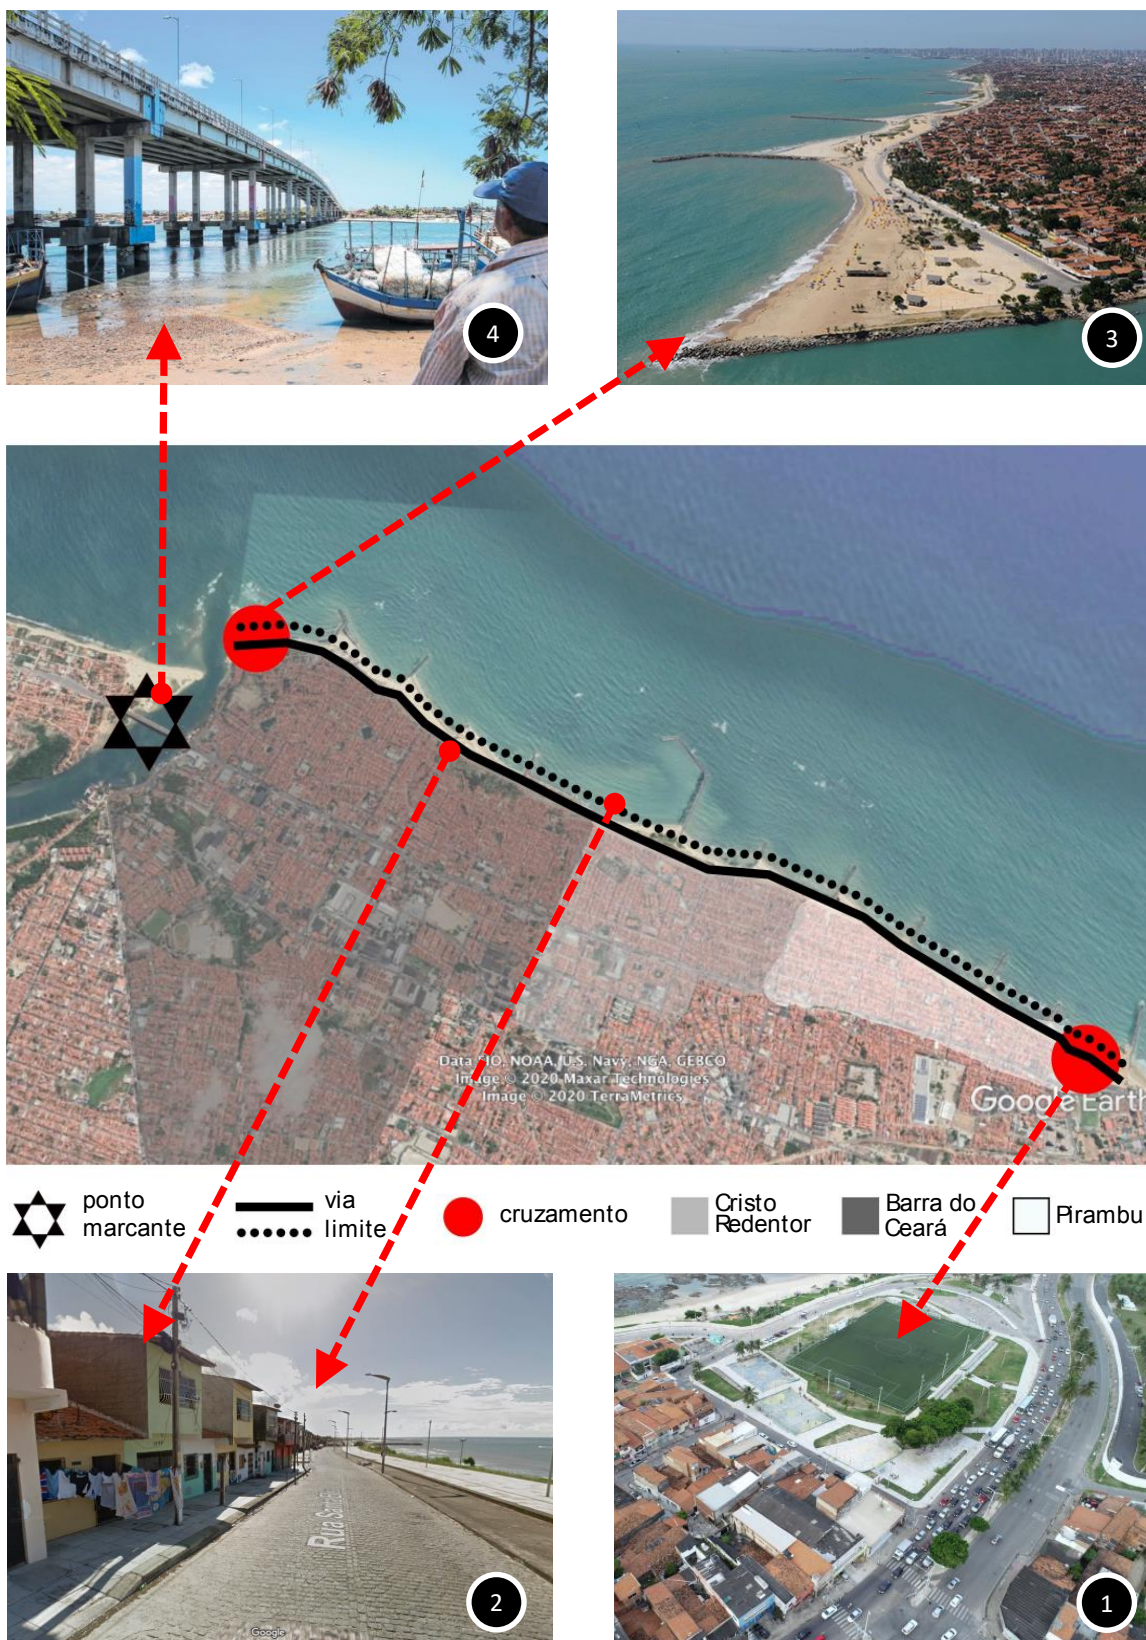 4
3
Data SIO, NOAA, U.S. Navy, NGA, GEBCO
Image © 2020 Maxar Technologies
Image © 2020 TerraMetrics
Google Earth
ponto
marcante
via
limite
cruzamento
Cristo
Redentor
Barra do
Ceará
Pirambu
Google
2
1